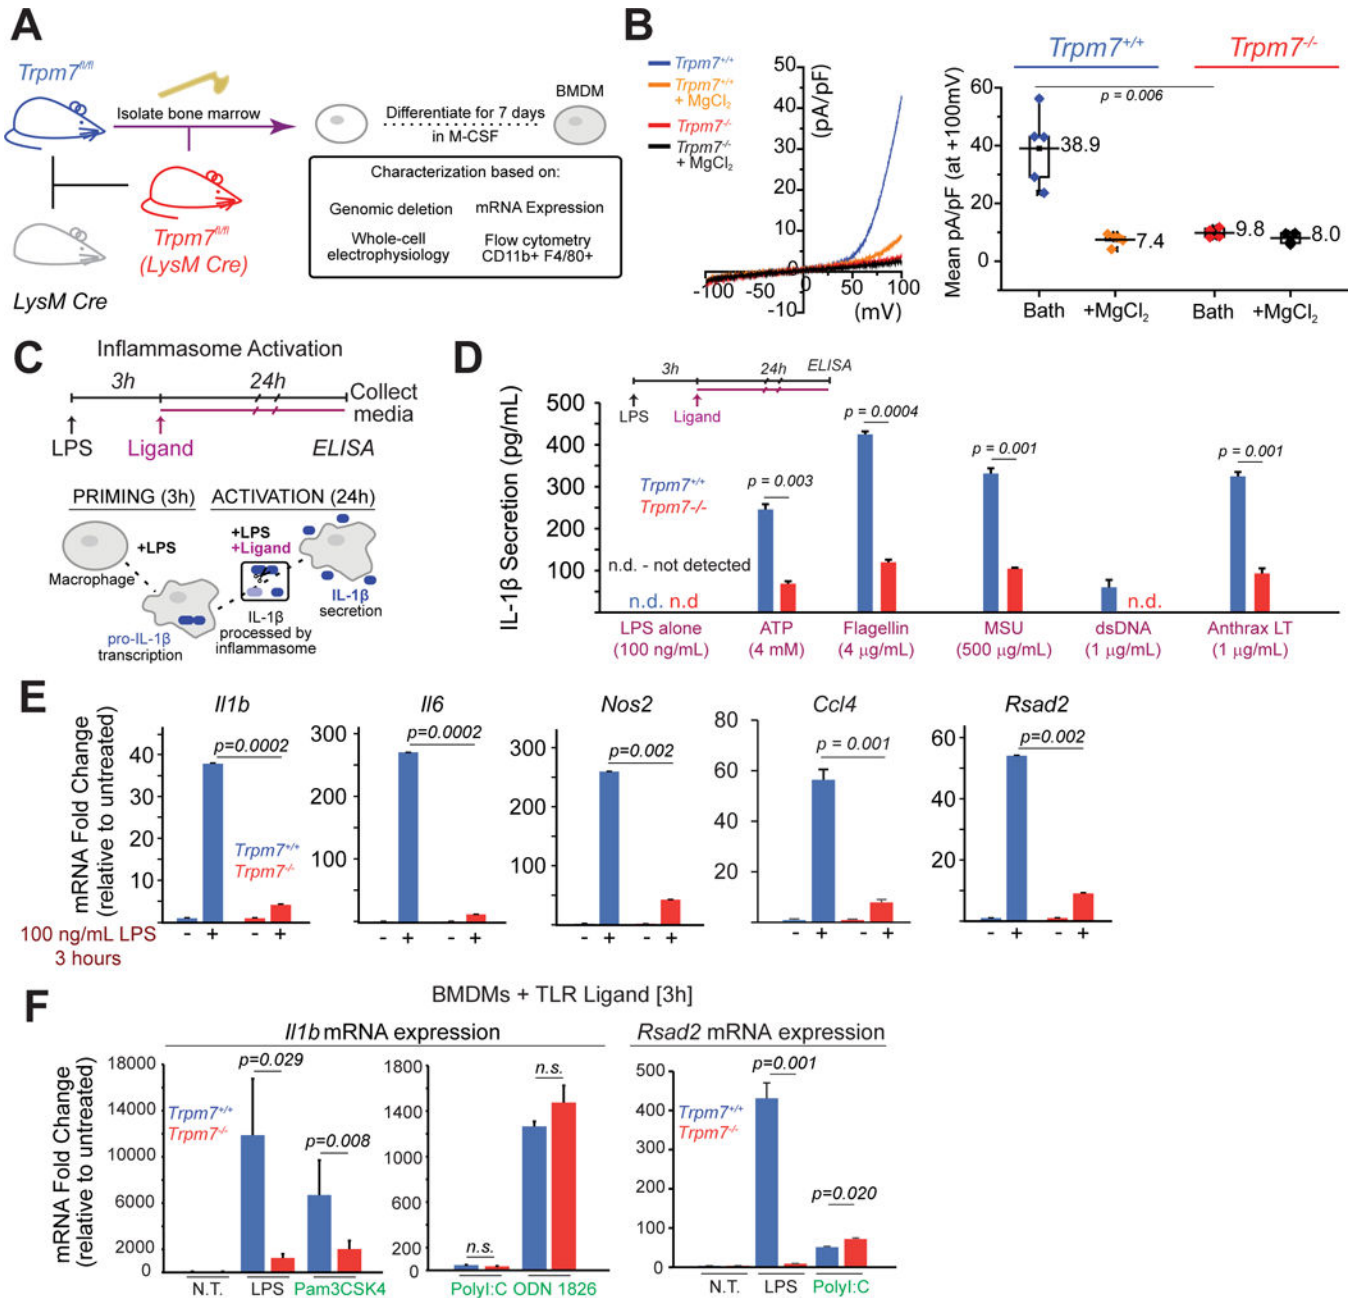 A
Trpm7fl/fl
Isolate bone marrow
Differentiate for 7 days
in M-CSF
BMDM
Trpm7fl/fl
(LysM Cre)
LysM Cre
Characterization based on:
Genomic deletion
mRNA Expression
Whole-cell
electrophysiology
Flow cytometry
CD11b+ F4/80+
B
Trpm7+/+
Trpm7+/+
+ MgCl2
Trpm7-/-
Trpm7-/-
+ MgCl2
50
(pA/pF)
40
30
20
10
-10
-100 -50 0 50 100
(mV)
Trpm7+/+ Trpm7-/-
p = 0.006
Mean pA/pF (at +100mV)
60
40
20
0
38.9
7.4
9.8
8.0
Bath +MgCl2 Bath +MgCl2
C
Inflammasome Activation
3h 24h
Collect
media
LPS Ligand ELISA
PRIMING (3h) ACTIVATION (24h)
+LPS
Macrophage
pro-IL-1β
transcription
+LPS
+Ligand
IL-1β
processed by
inflammasome
IL-1β
secretion
D
3h 24h ELISA
LPS Ligand
IL-1β Secretion (pg/mL)
500
400
300
200
100
Trpm7+/+
Trpm7-/-
n.d. - not detected
n.d. n.d
p = 0.003
p = 0.0004
p = 0.001
n.d.
p = 0.001
LPS alone ATP Flagellin MSU dsDNA Anthrax LT
(100 ng/mL) (4 mM) (4 µg/mL) (500 µg/mL) (1 µg/mL) (1 µg/mL)
E
mRNA Fold Change
(relative to untreated)
Il1b
p=0.0002
40
30
20
10
Trpm7+/+
Trpm7-/-
- + - +
100 ng/mL LPS
3 hours
Il6
p=0.0002
300
200
100
- + - +
Nos2
p=0.002
300
200
100
- + - +
Ccl4
p = 0.001
80
60
40
20
- + - +
Rsad2
p=0.002
60
40
20
- + - +
F
BMDMs + TLR Ligand [3h]
Il1b mRNA expression
Rsad2 mRNA expression
mRNA Fold Change
(relative to untreated)
18000
14000
10000
6000
2000
0
Trpm7+/+
Trpm7-/-
p=0.029
p=0.008
N.T. LPS Pam3CSK4
1800
1400
1000
600
200
0
n.s.
n.s.
PolyI:C ODN 1826
500
400
300
200
100
0
Trpm7+/+
Trpm7-/-
p=0.001
p=0.020
N.T. LPS PolyI:C